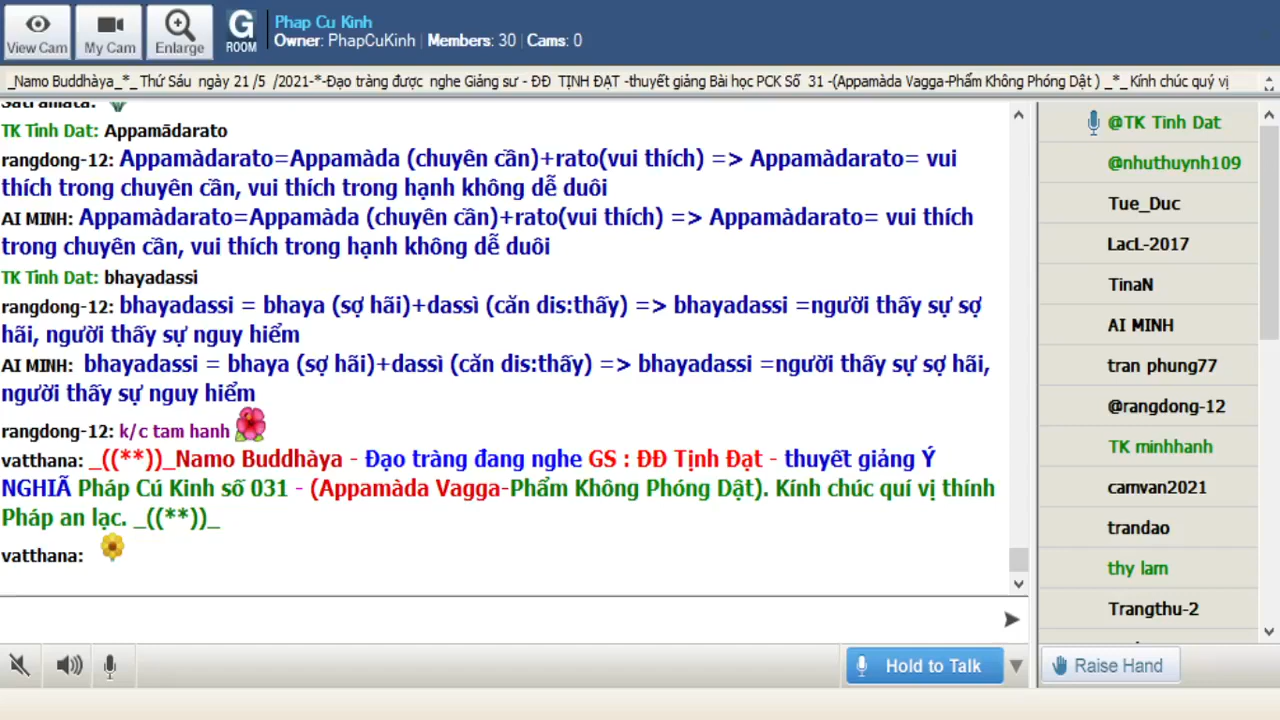 View Cam
My Cam
Enlarge
G
ROOM
Phap Cu Kinh
Owner: PhapCuKinh | Members: 30 | Cams: 0
_Namo Buddhàya_*_ Thứ Sáu ngày 21 /5 /2021-*-Đạo tràng được nghe Giảng sư - ĐĐ TỊNH ĐẠT -thuyết giảng Bài học PCK Số 31 -(Appamàda Vagga-Phẩm Không Phóng Dật ) _*_ Kính chúc quý vị
TK Tinh Dat: Appamādarato
rangdong-12: Appamàdarato=Appamàda (chuyên cần)+rato(vui thích) => Appamàdarato= vui
thích trong chuyên cần, vui thích trong hạnh không dễ duôi
AI MINH: Appamàdarato=Appamàda (chuyên cần)+rato(vui thích) => Appamàdarato= vui thích
trong chuyên cần, vui thích trong hạnh không dễ duôi
TK Tinh Dat: bhayadassi
rangdong-12: bhayadassi = bhaya (sợ hãi)+dassì (căn dis:thấy) => bhayadassi =người thấy sự sợ
hãi, người thấy sự nguy hiểm
AI MINH: bhayadassi = bhaya (sợ hãi)+dassì (căn dis:thấy) => bhayadassi =người thấy sự sợ hãi,
người thấy sự nguy hiểm
rangdong-12: k/c tam hanh
vatthana: _((**))_Namo Buddhàya - Đạo tràng đang nghe GS : ĐĐ Tịnh Đạt - thuyết giảng Ý
NGHIÃ Pháp Cú Kinh số 031 - (Appamàda Vagga-Phẩm Không Phóng Dật). Kính chúc quí vị thính
Pháp an lạc. _((**))_
vatthana:
@TK Tinh Dat
@nhuthuynh109
Tue_Duc
LacL-2017
TinaN
AI MINH
tran phung77
@rangdong-12
TK minhhanh
camvan2021
trandao
thy lam
Trangthu-2
Hold to Talk
Raise Hand